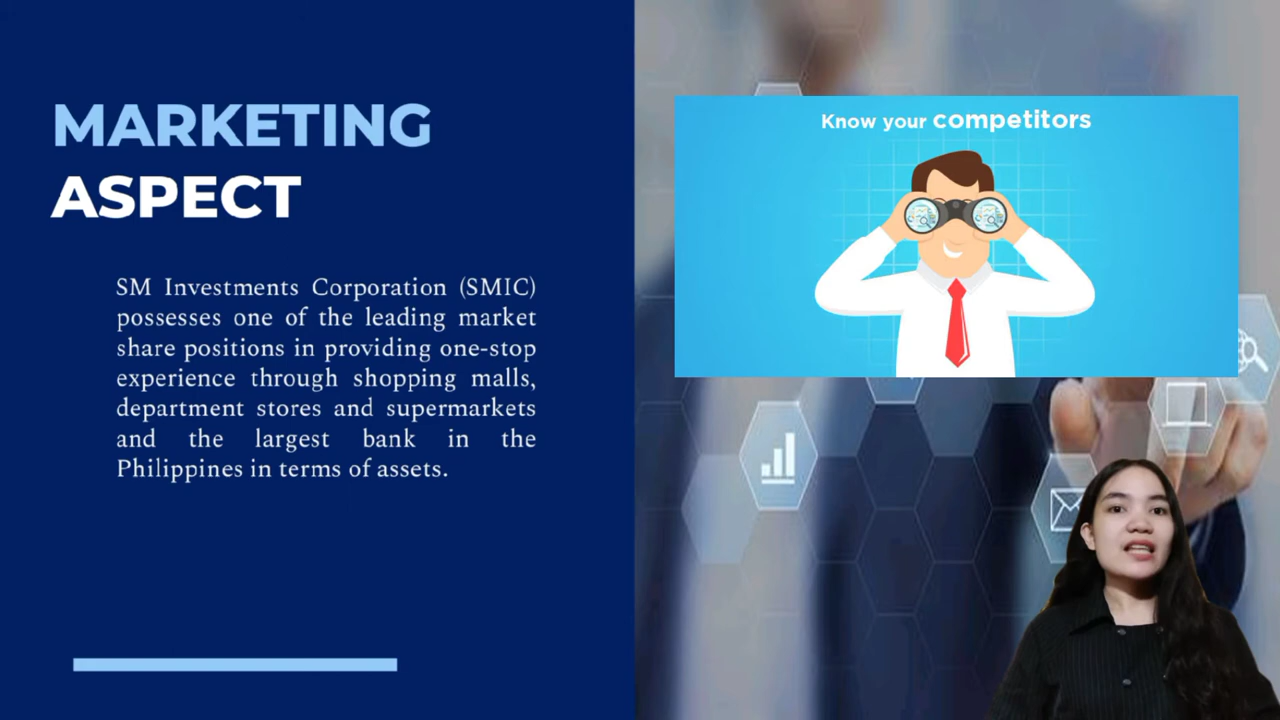 MARKETING
ASPECT
SM Investments Corporation (SMIC)
possesses one of the leading market
share positions in providing one-stop
experience through shopping malls,
department stores and supermarkets
and the largest bank in the
Philippines in terms of assets.
Know your competitors